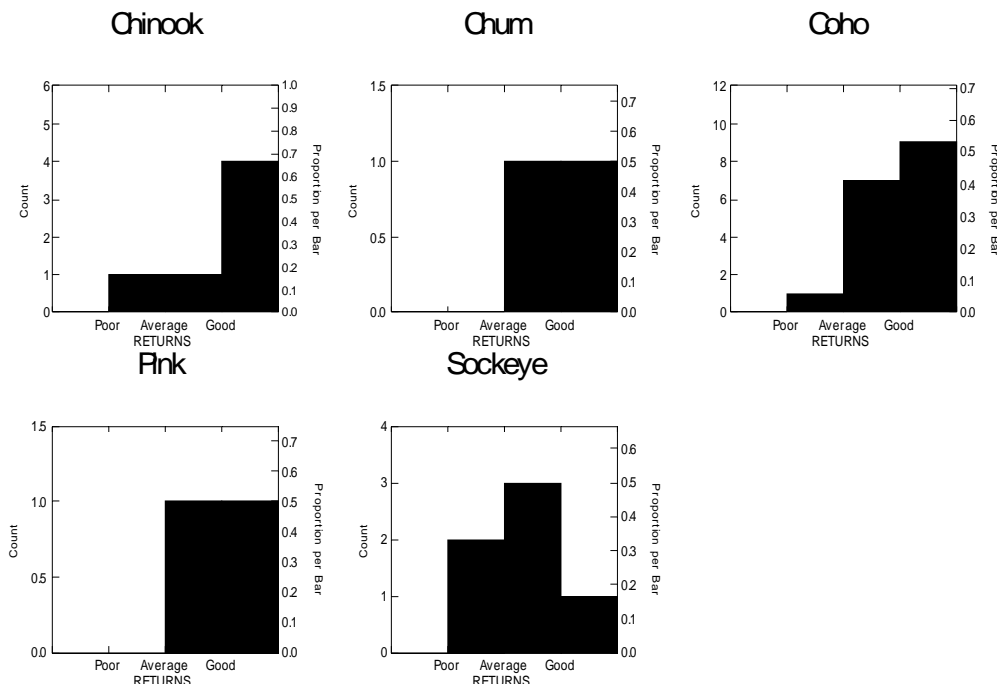 Chinook
Chum
Coho
6
5
4
3
2
1
0
Count
1.0
0.9
0.8
0.7
0.6
0.5
0.4
0.3
0.2
0.1
0.0
Proportion per Bar
Poor Average Good
RETURNS
1.5
1.0
0.5
0.0
Count
0.7
0.6
0.5
0.4
0.3
0.2
0.1
0.0
Proportion per Bar
Poor Average Good
RETURNS
12
10
8
6
4
2
0
Count
0.7
0.6
0.5
0.4
0.3
0.2
0.1
0.0
Proportion per Bar
Poor Average Good
RETURNS
Pink
Sockeye
1.5
1.0
0.5
0.0
Count
0.7
0.6
0.5
0.4
0.3
0.2
0.1
0.0
Proportion per Bar
Poor Average Good
RETURNS
4
3
2
1
0
Count
0.6
0.5
0.4
0.3
0.2
0.1
0.0
Proportion per Bar
Poor Average Good
RETURNS